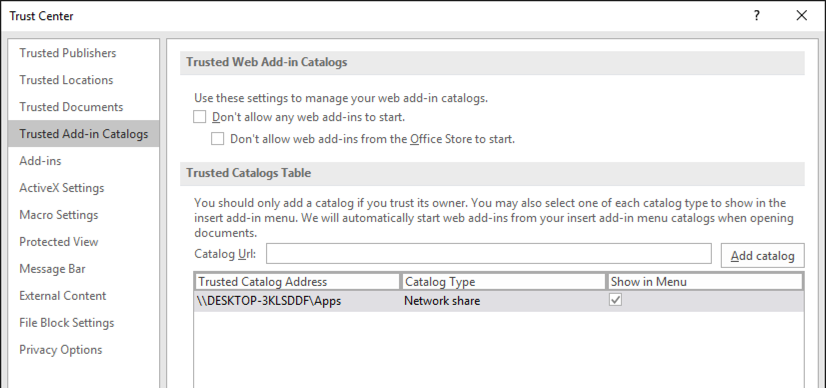 Trust Center
Trusted Publishers
Trusted Locations
Trusted Documents
Trusted Add-in Catalogs
Add-ins
ActiveX Settings
Macro Settings
Protected View
Message Bar
External Content
File Block Settings
Privacy Options
Trusted Web Add-in Catalogs
Use these settings to manage your web add-in catalogs.
Don't allow any web add-ins to start.
Don't allow web add-ins from the Office Store to start.
Trusted Catalogs Table
You should only add a catalog if you trust its owner. You may also select one of each catalog type to show in the
insert add-in menu. We will automatically start web add-ins from your insert add-in menu catalogs when opening
documents.
Catalog Url: Add catalog
Trusted Catalog Address Catalog Type Show in Menu
\\DESKTOP-3KLSDDF\Apps Network share